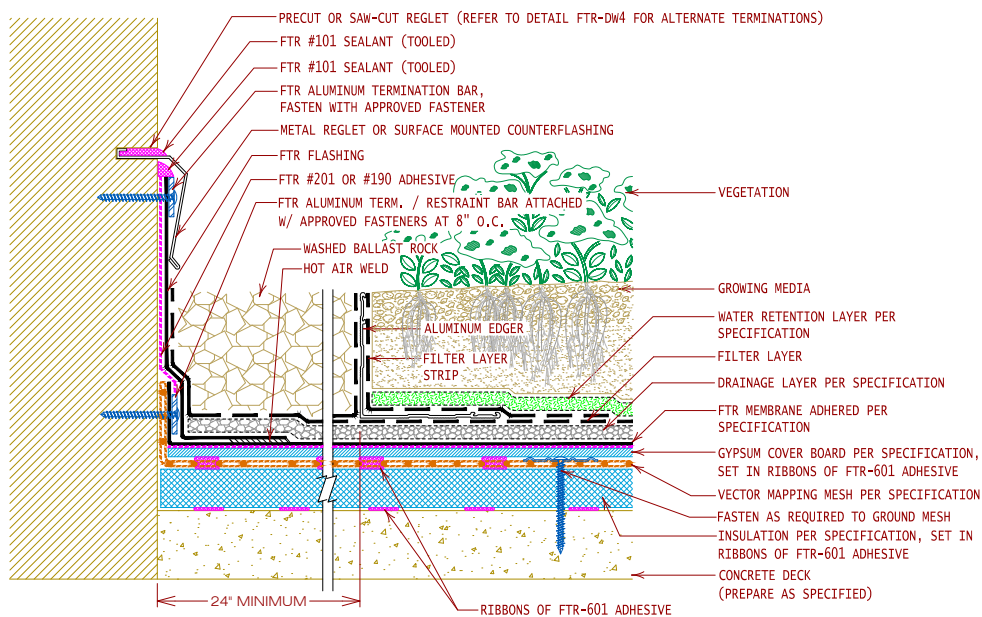 PRECUT OR SAW-CUT REGLET (REFER TO DETAIL FTR-DW4 FOR ALTERNATE TERMINATIONS)
FTR #101 SEALANT (TOOLED)
FTR #101 SEALANT (TOOLED)
FTR ALUMINUM TERMINATION BAR,
FASTEN WITH APPROVED FASTENER
METAL REGLET OR SURFACE MOUNTED COUNTERFLASHING
FTR FLASHING
FTR #201 OR #190 ADHESIVE
FTR ALUMINUM TERM. / RESTRAINT BAR ATTACHED
W/ APPROVED FASTENERS AT 8" O.C.
WASHED BALLAST ROCK
HOT AIR WELD
ALUMINUM EDGER
FILTER LAYER
STRIP
VEGETATION
GROWING MEDIA
WATER RETENTION LAYER PER
SPECIFICATION
FILTER LAYER
DRAINAGE LAYER PER SPECIFICATION
FTR MEMBRANE ADHERED PER
SPECIFICATION
GYPSUM COVER BOARD PER SPECIFICATION,
SET IN RIBBONS OF FTR-601 ADHESIVE
VECTOR MAPPING MESH PER SPECIFICATION
FASTEN AS REQUIRED TO GROUND MESH
INSULATION PER SPECIFICATION, SET IN
RIBBONS OF FTR-601 ADHESIVE
CONCRETE DECK
(PREPARE AS SPECIFIED)
24" MINIMUM
RIBBONS OF FTR-601 ADHESIVE